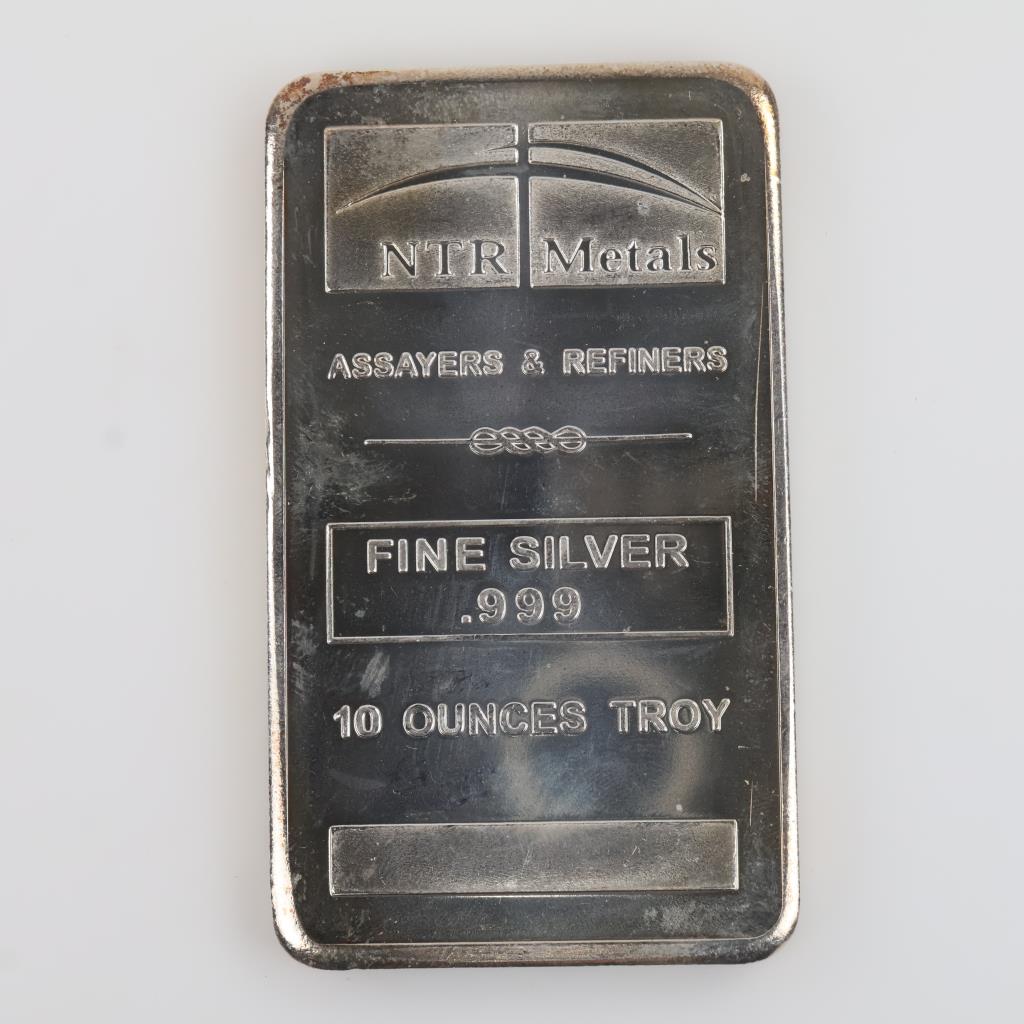 NTR Metals
ASSAYERS & REFINERS
FINE SILVER
.999
10 OUNCES TROY